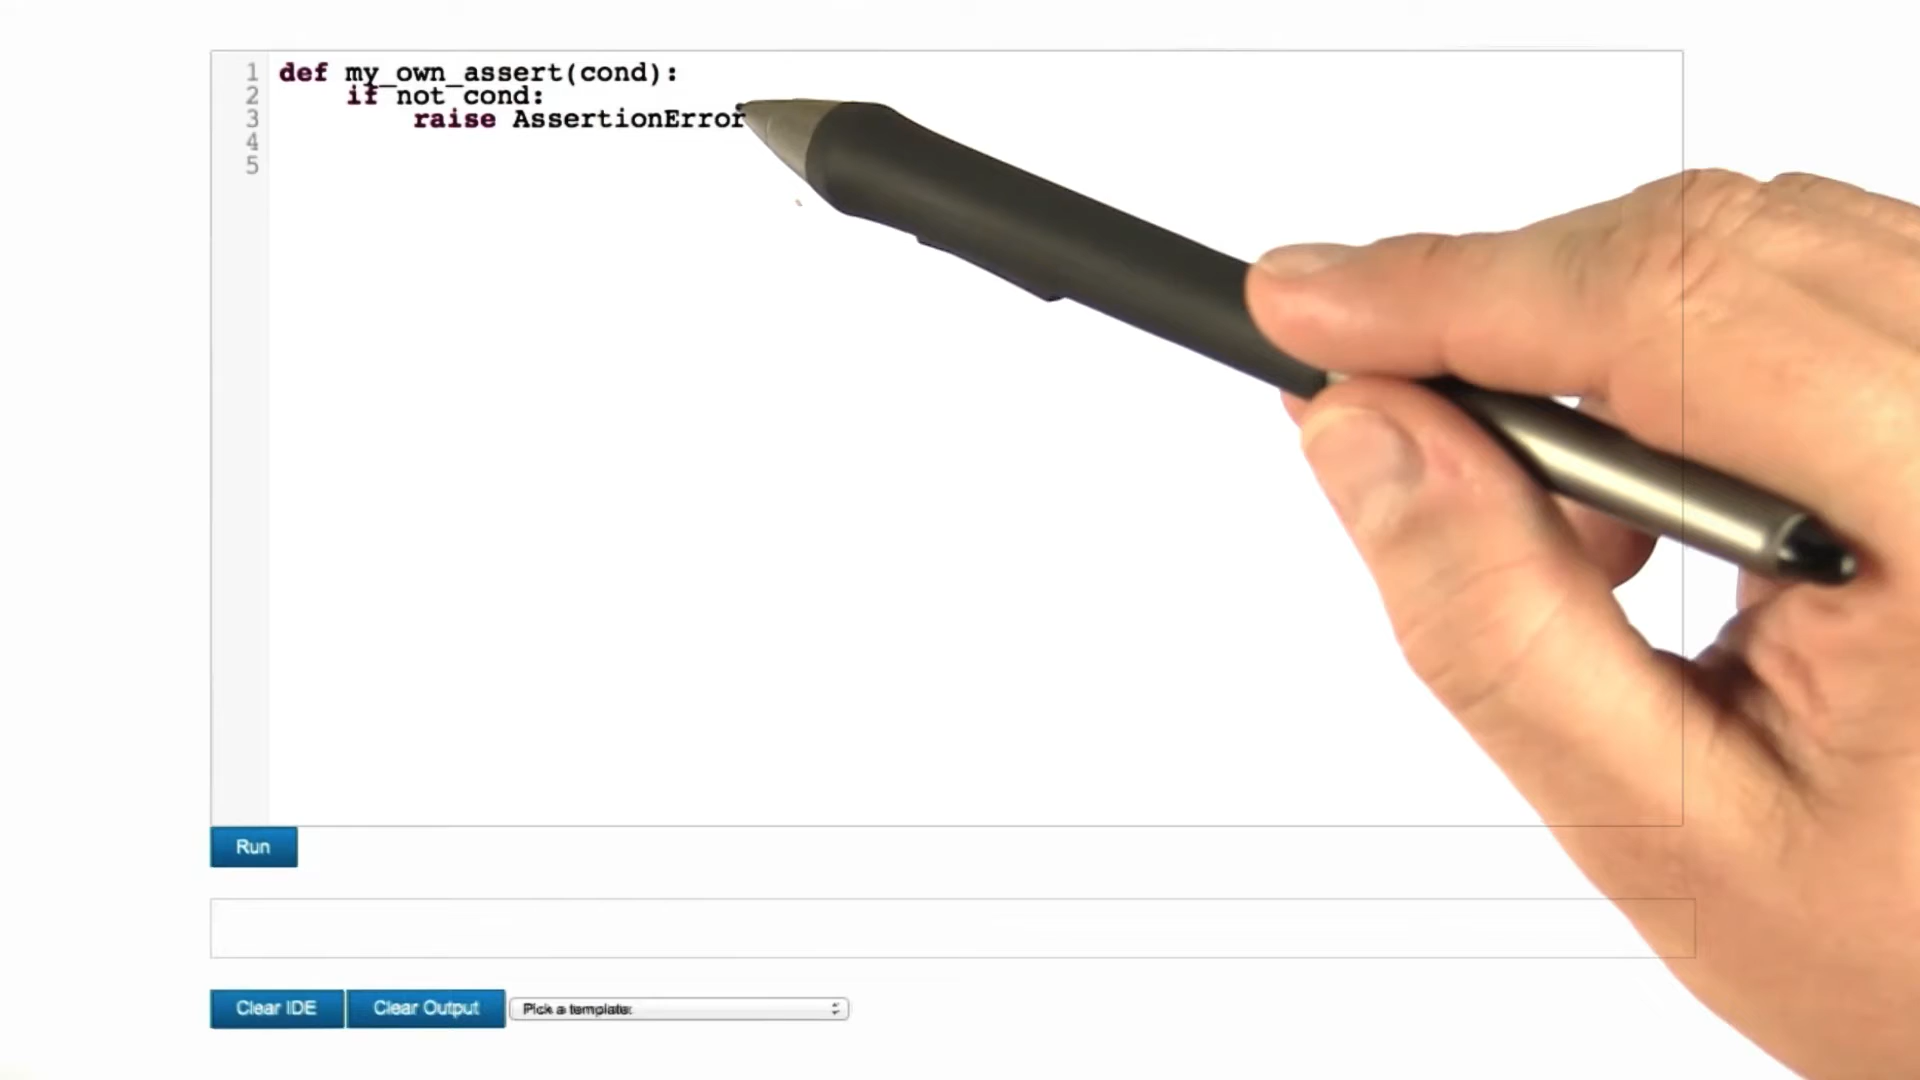 1 def my_own_assert(cond):
2 if not cond:
3 raise AssertionError
4
5
Run
Clear IDE Clear Output Pick a template: